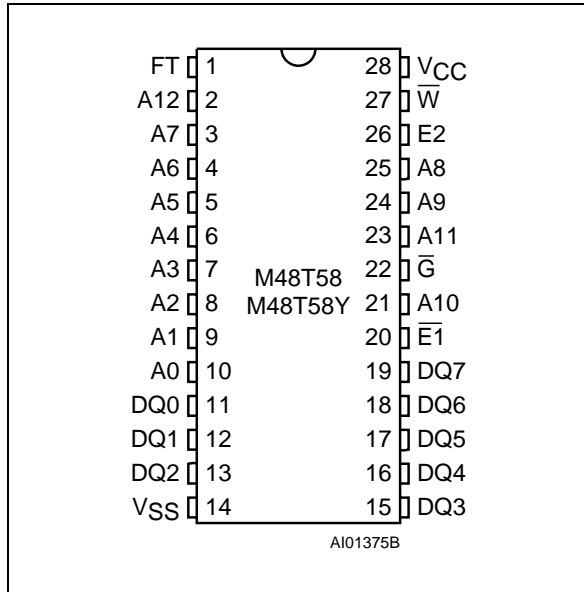 FT 1 28 VCC
A12 2 27 W̅
A7 3 26 E2
A6 4 25 A8
A5 5 24 A9
A4 6 23 A11
A3 7 22 G̅
A2 8 21 A10
A1 9 20 E̅1̅
A0 10 19 DQ7
DQ0 11 18 DQ6
DQ1 12 17 DQ5
DQ2 13 16 DQ4
VSS 14 15 DQ3
M48T58
M48T58Y
AI01375B